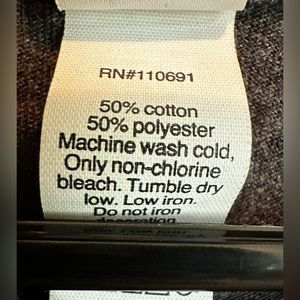 RN#110691
50% cotton
50% polyester
Machine wash cold,
Only non-chlorine
bleach. Tumble dry
low. Low iron.
Do not iron
decoration.